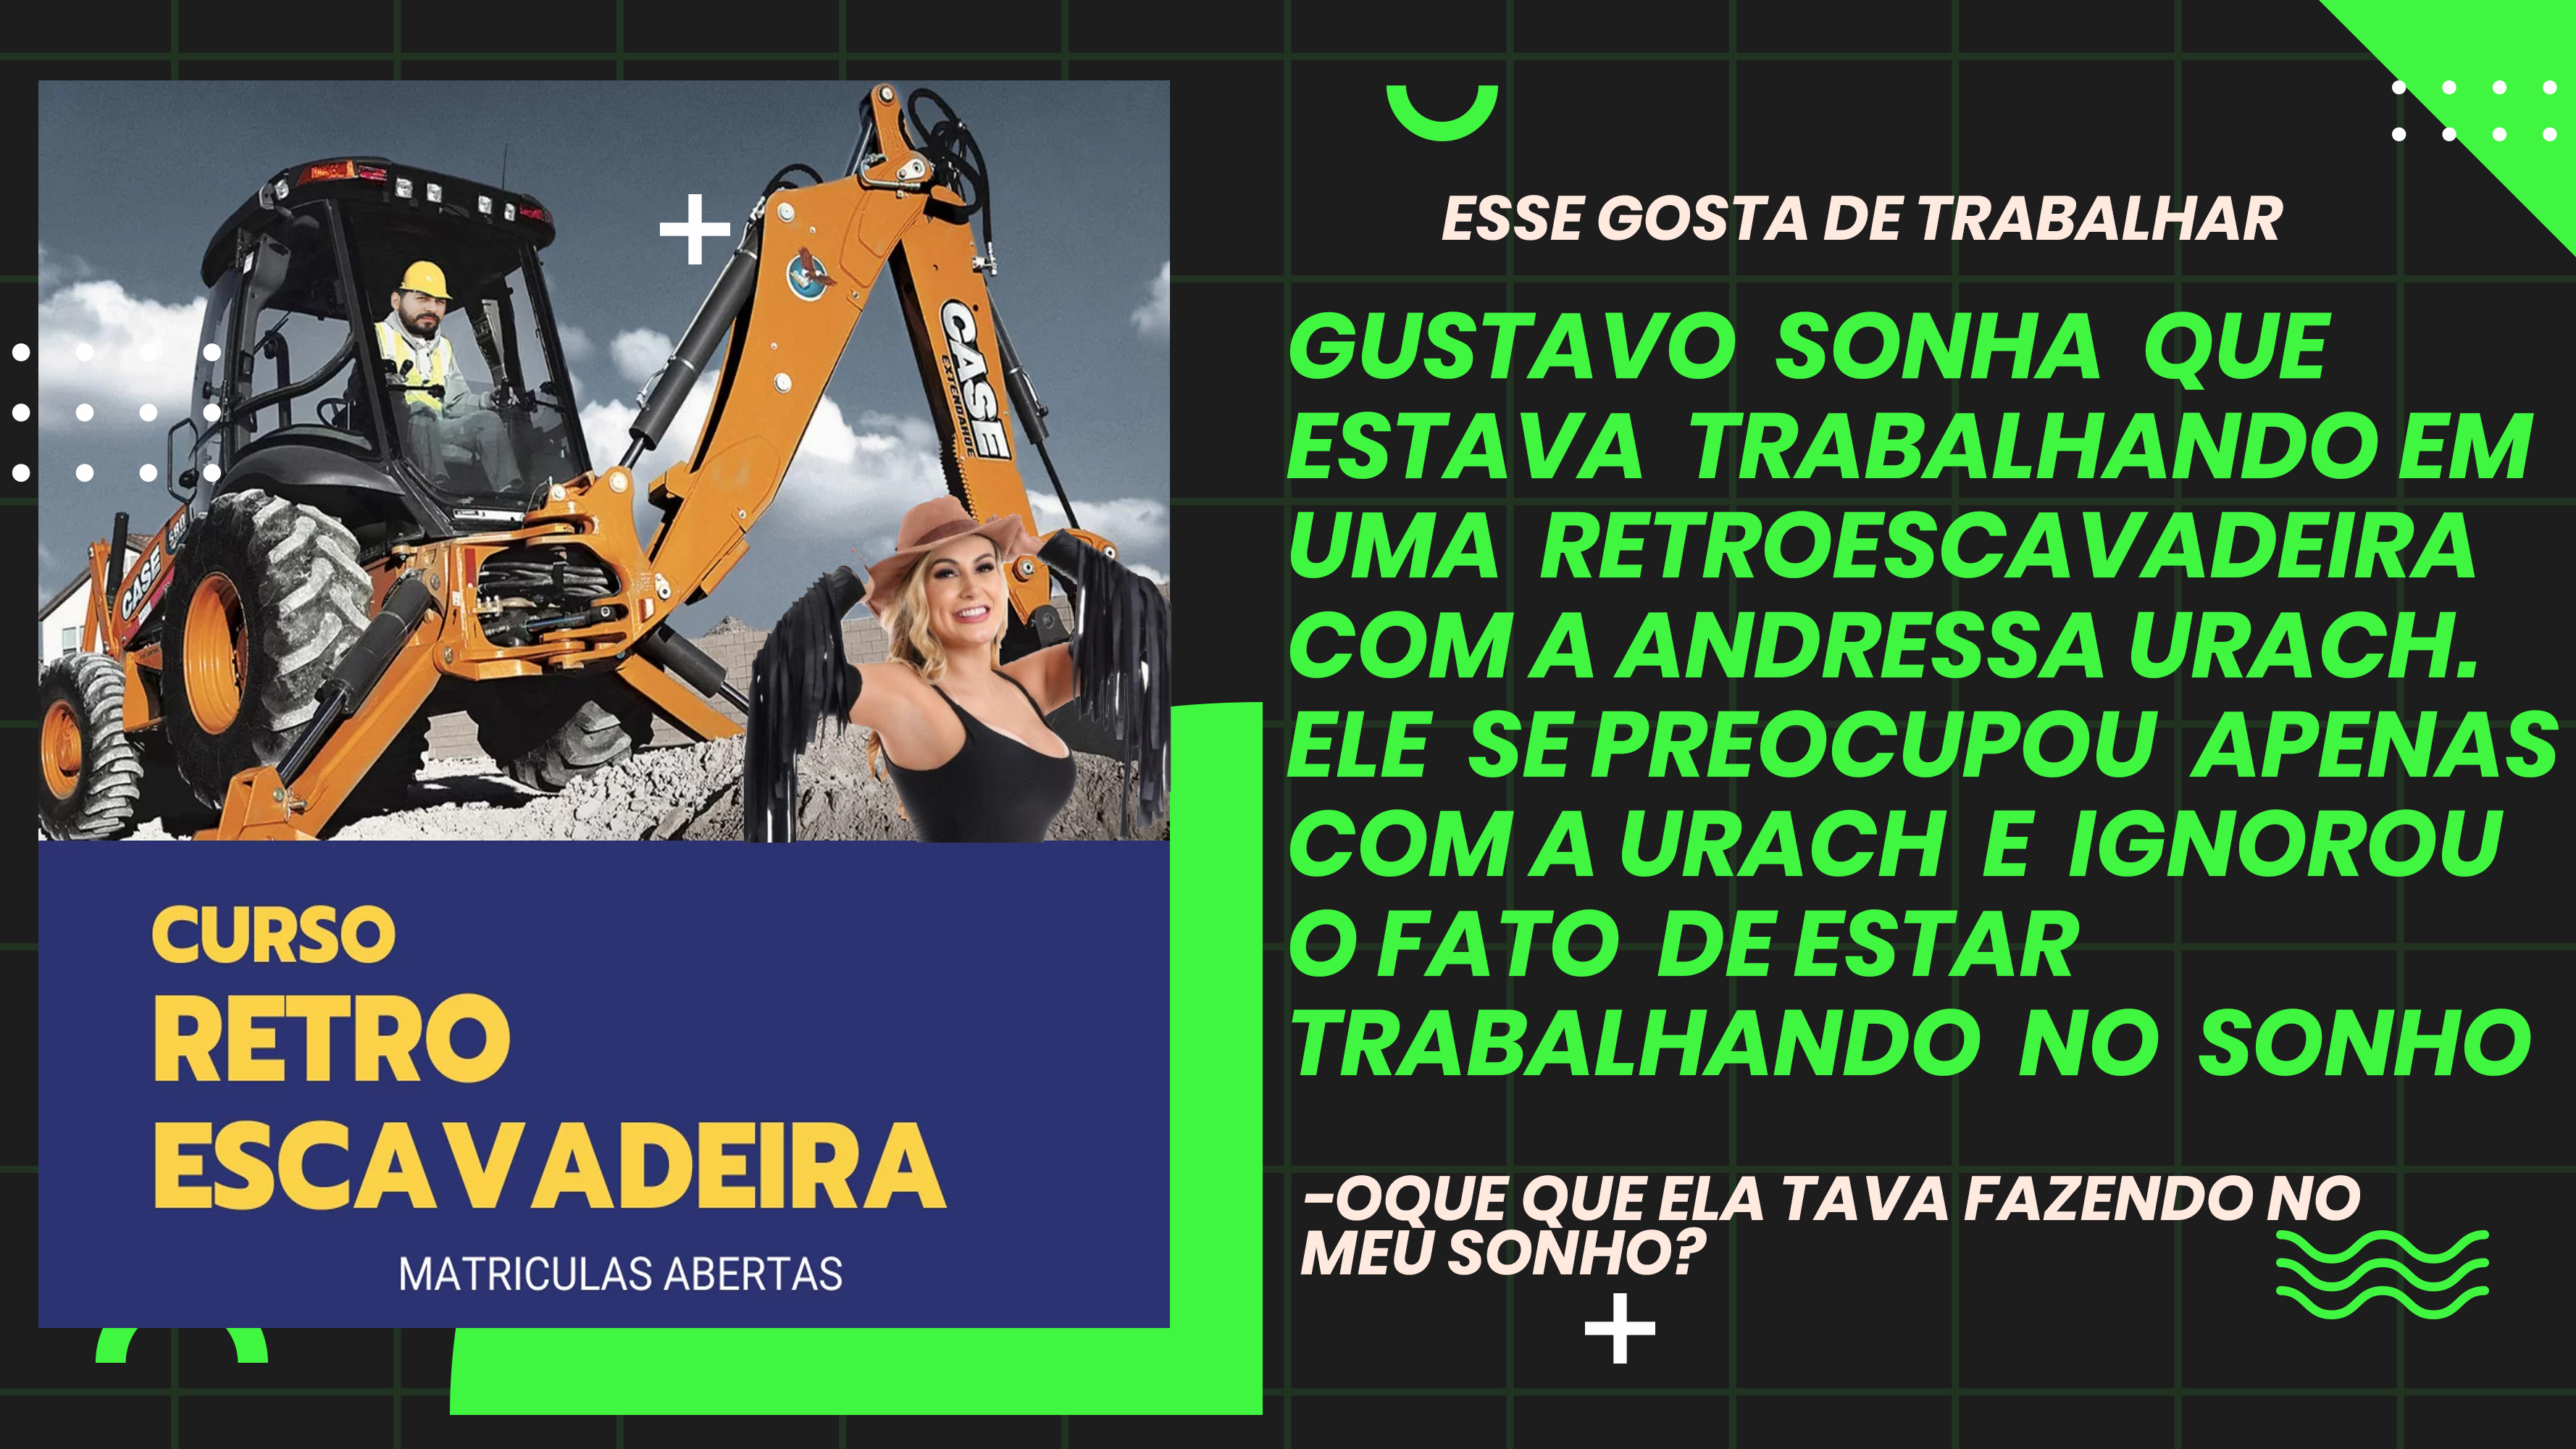 ESSE GOSTA DE TRABALHAR
GUSTAVO SONHA QUE
ESTAVA TRABALHANDO EM
UMA RETROESCAVADEIRA
COM A ANDRESSA URACH.
ELE SE PREOCUPOU APENAS
COM A URACH E IGNOROU
O FATO DE ESTAR
TRABALHANDO NO SONHO
-OQUE QUE ELA TAVA FAZENDO NO
MEU SONHO?
CASE
EXTENDAHOE
CASE
580
CURSO
RETRO
ESCAVADEIRA
MATRICULAS ABERTAS